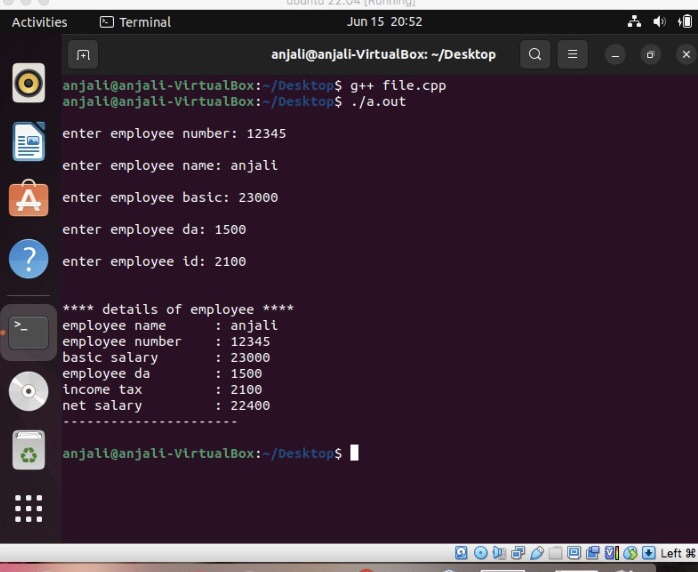 ubuntu 22.04 [Running]
Activities Terminal Jun 15 20:52
anjali@anjali-VirtualBox: ~/Desktop
anjali@anjali-VirtualBox:~/Desktop$ g++ file.cpp
anjali@anjali-VirtualBox:~/Desktop$ ./a.out
enter employee number: 12345
enter employee name: anjali
enter employee basic: 23000
enter employee da: 1500
enter employee id: 2100
**** details of employee ****
employee name : anjali
employee number : 12345
basic salary : 23000
employee da : 1500
income tax : 2100
net salary : 22400
----------------------
anjali@anjali-VirtualBox:~/Desktop$
Left ⌘